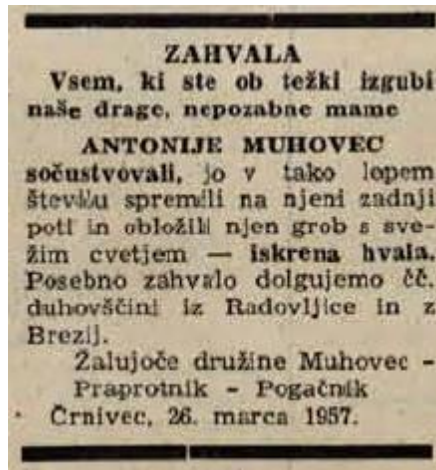 ZAHVALA
Vsem, ki ste ob težki izgubi
naše drage, nepozabne mame
ANTONIJE MUHOVEC
sočustvovali, jo v tako lepem
številu spremili na njeni zadnji
poti in obložili njen grob s sve-
žim cvetjem — iskrena hvala.
Posebno zahvalo dolgujemo čč.
duhovščini iz Radovljice in z
Brezij.
Žalujoče družine Muhovec -
Praprotnik - Pogačnik
Črnivec, 26. marca 1957.